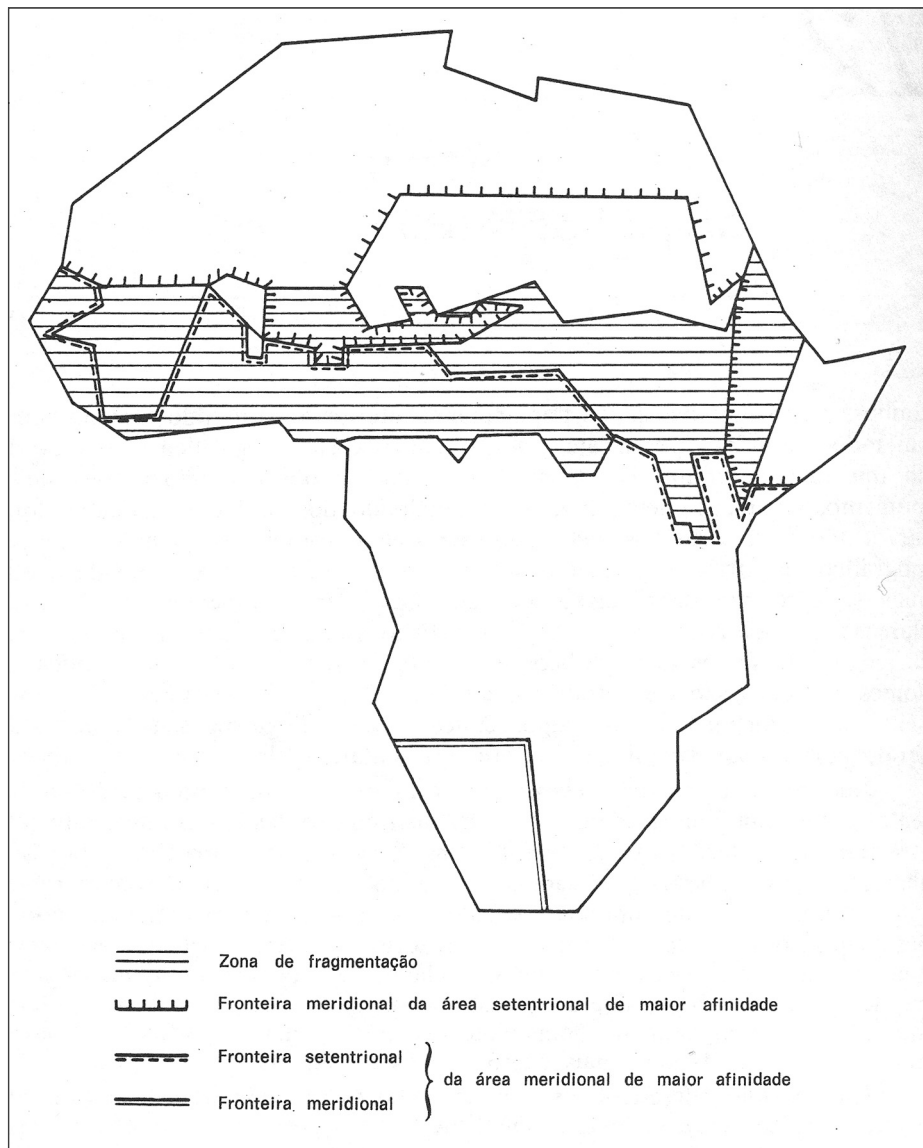 Zona de fragmentação
Fronteira meridional da área setentrional de maior afinidade
Fronteira setentrional
da área meridional de maior afinidade
Fronteira meridional